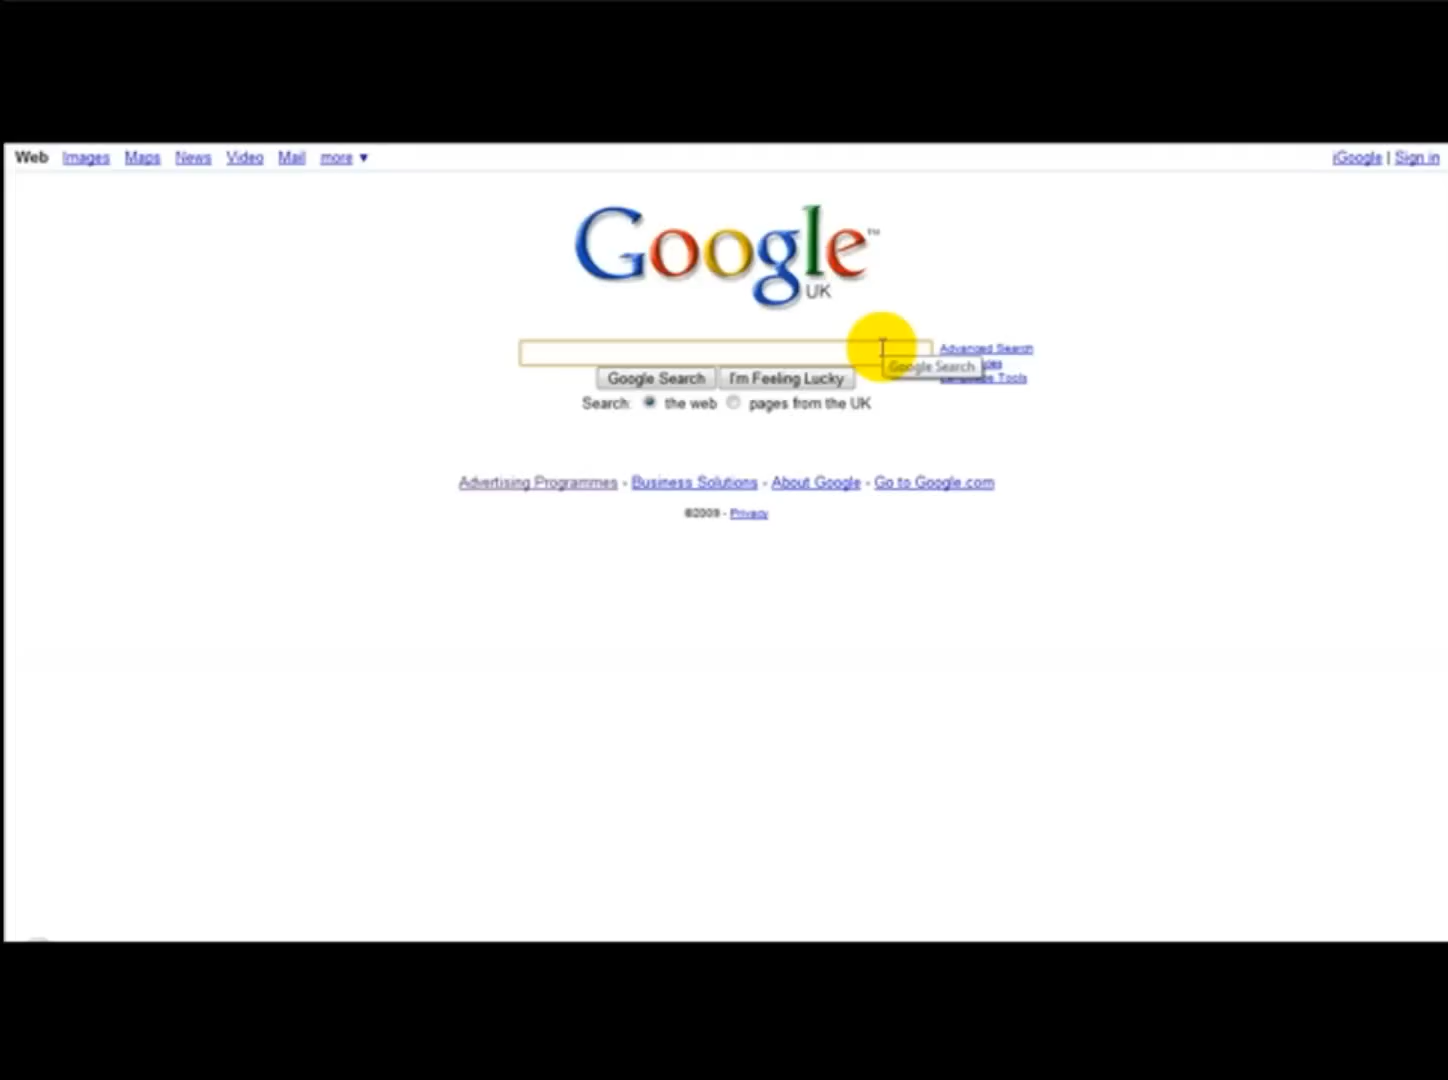 Web Images Maps News Video Mail more ▼
iGoogle | Sign in
Google™
UK
Advanced Search
Google Search
Tools
Google Search I'm Feeling Lucky
Search: the web pages from the UK
Advertising Programmes - Business Solutions - About Google - Go to Google.com
©2009 - Privacy